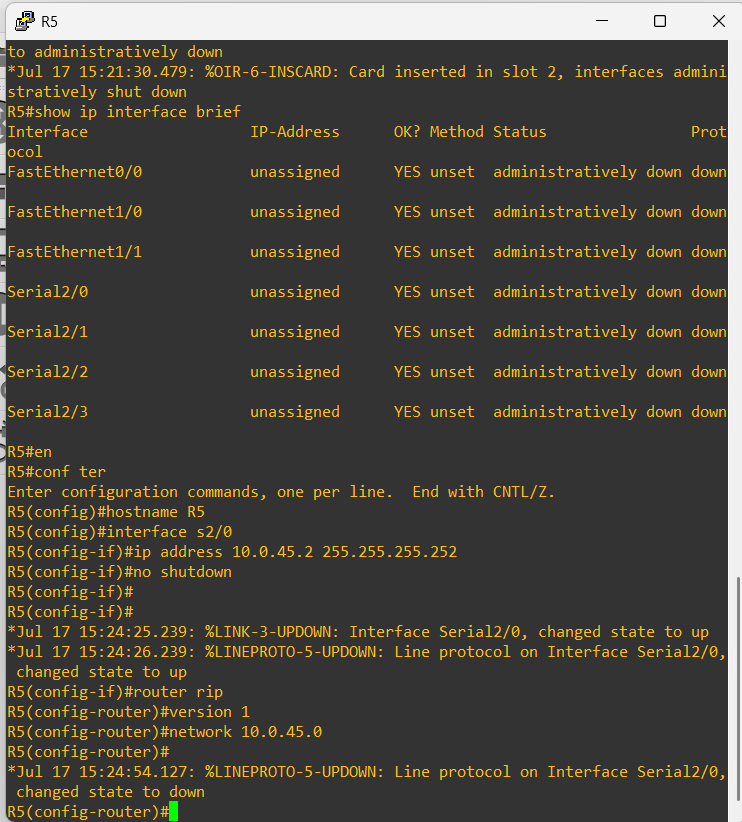 R5
to administratively down
*Jul 17 15:21:30.479: %OIR-6-INSCARD: Card inserted in slot 2, interfaces admini
stratively shut down
R5#show ip interface brief
Interface                  IP-Address      OK? Method Status                Prot
ocol
FastEthernet0/0            unassigned      YES unset  administratively down down
FastEthernet1/0            unassigned      YES unset  administratively down down
FastEthernet1/1            unassigned      YES unset  administratively down down
Serial2/0                  unassigned      YES unset  administratively down down
Serial2/1                  unassigned      YES unset  administratively down down
Serial2/2                  unassigned      YES unset  administratively down down
Serial2/3                  unassigned      YES unset  administratively down down
R5#en
R5#conf ter
Enter configuration commands, one per line.  End with CNTL/Z.
R5(config)#hostname R5
R5(config)#interface s2/0
R5(config-if)#ip address 10.0.45.2 255.255.255.252
R5(config-if)#no shutdown
R5(config-if)#
R5(config-if)#
*Jul 17 15:24:25.239: %LINK-3-UPDOWN: Interface Serial2/0, changed state to up
*Jul 17 15:24:26.239: %LINEPROTO-5-UPDOWN: Line protocol on Interface Serial2/0,
 changed state to up
R5(config-if)#router rip
R5(config-router)#version 1
R5(config-router)#network 10.0.45.0
R5(config-router)#
*Jul 17 15:24:54.127: %LINEPROTO-5-UPDOWN: Line protocol on Interface Serial2/0,
 changed state to down
R5(config-router)#